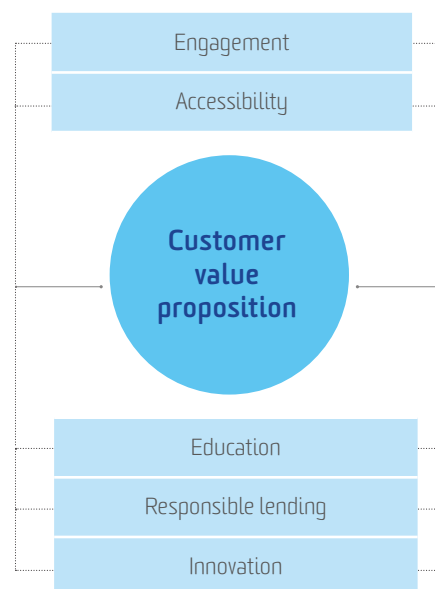 Engagement
Accessibility
Customer
value
proposition
Education
Responsible lending
Innovation